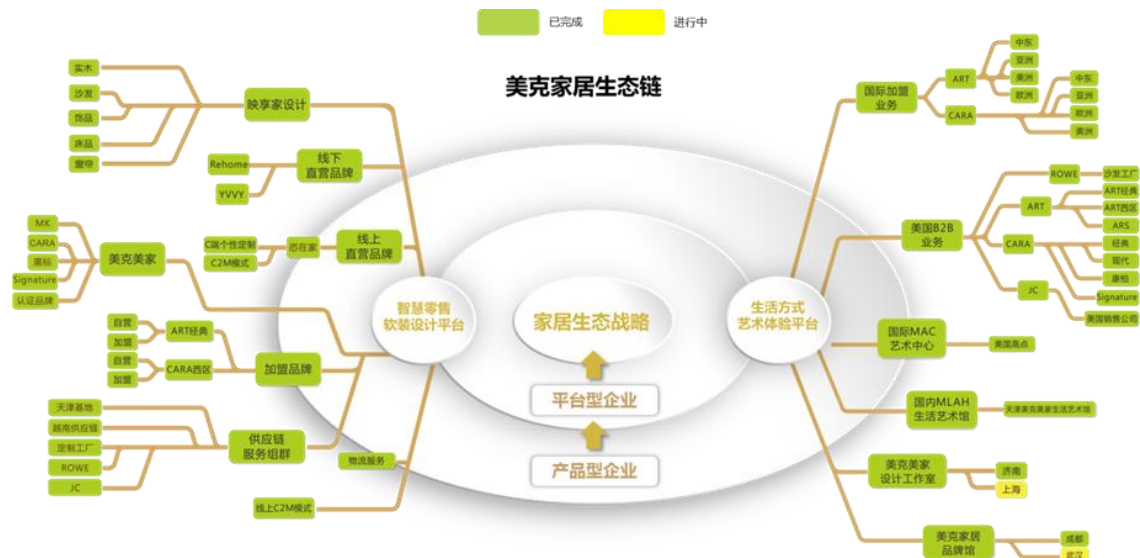 已完成
进行中
美克家居生态链
实木
沙发
饰品
床品
窗帘
映享家设计
Rehome
YVVY
线下
直营品牌
C端个性定制
C2M模式
恣在家
线上
直营品牌
MK
CARA
黑标
Signature
认证品牌
美克美家
自营
加盟
ART经典
自营
加盟
CARA西区
加盟品牌
天津基地
越南供应链
定制工厂
ROWE
JC
供应链
服务组群
物流服务
线上C2M模式
智慧零售
软装设计平台
家居生态战略
平台型企业
产品型企业
生活方式
艺术体验平台
国际加盟
业务
ART
中东
亚洲
美洲
欧洲
CARA
中东
亚洲
欧洲
美洲
美国B2B
业务
ROWE
沙发工厂
ART
ART经典
ART西区
ARS
CARA
经典
现代
康柏
JC
Signature
美国销售公司
国际MAC
艺术中心
美国高点
国内MLAH
生活艺术馆
天津美克美家生活艺术馆
美克美家
设计工作室
济南
上海
美克家居
品牌馆
成都
武汉